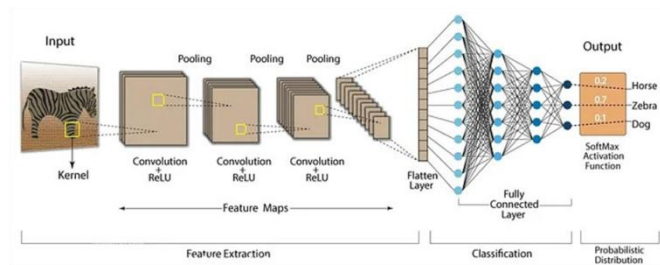 Input
Output
Pooling
Pooling
Pooling
0.2
Horse
0.7
Zebra
0.1
Dog
SoftMax
Activation
Function
Kernel
Convolution
+
ReLU
Convolution
+
ReLU
Convolution
+
ReLU
Flatten
Layer
Fully
Connected
Layer
Feature Maps
Feature Extraction
Classification
Probabilistic
Distribution